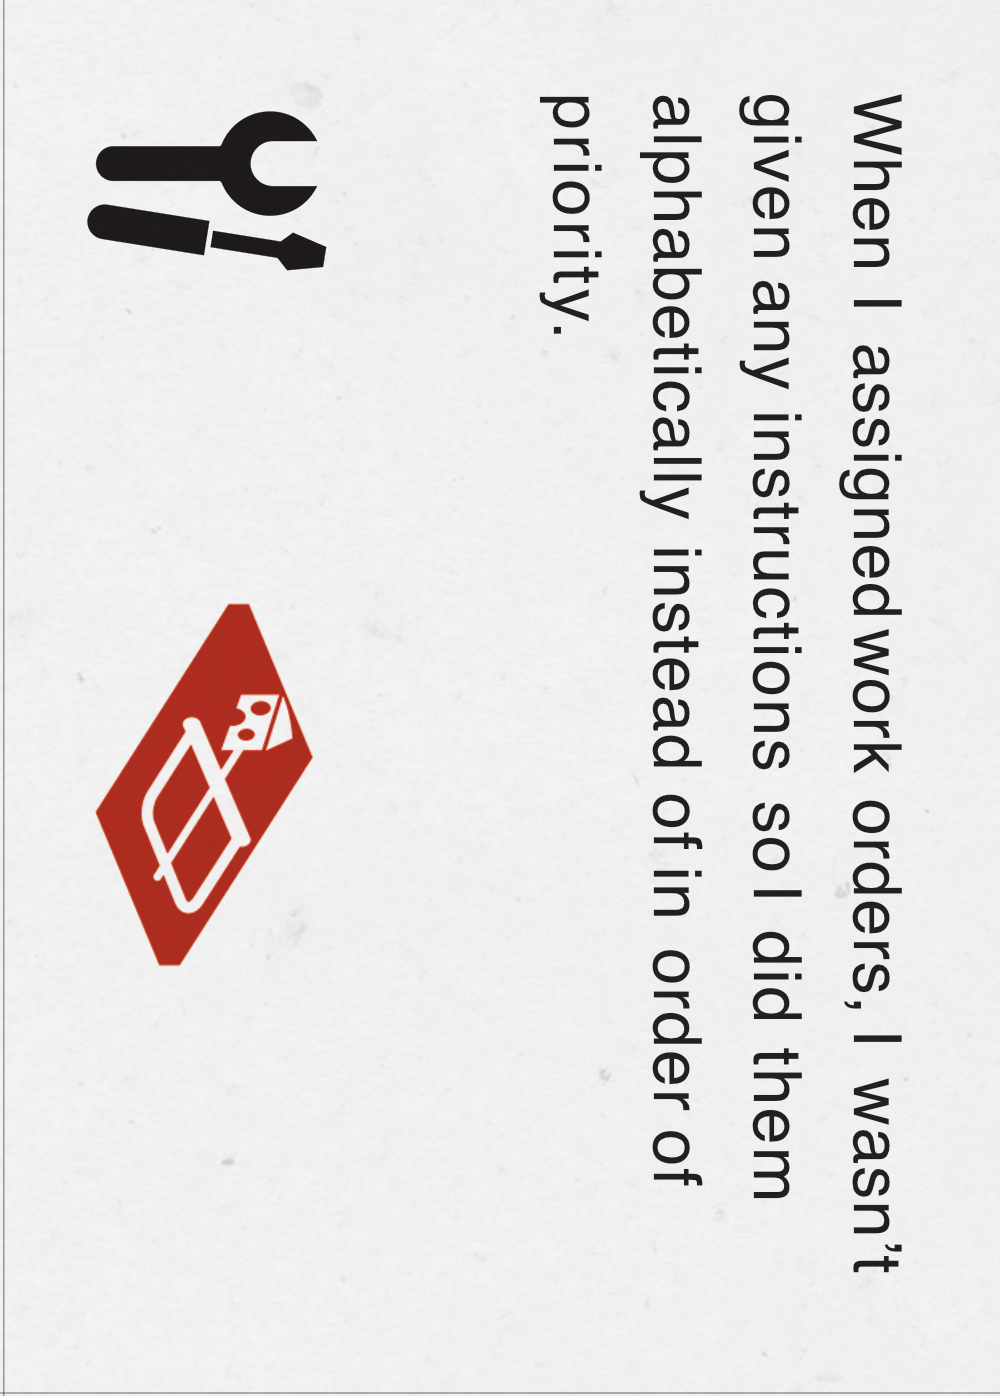 When I assigned work orders, I wasn't
given any instructions so I did them
alphabetically instead of in order of
priority.